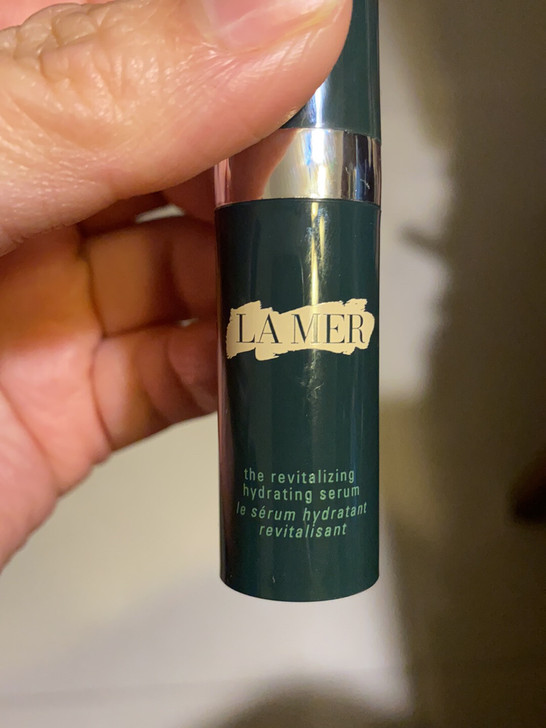 LA MER
the revitalizing
hydrating serum
le sérum hydratant
revitalisant